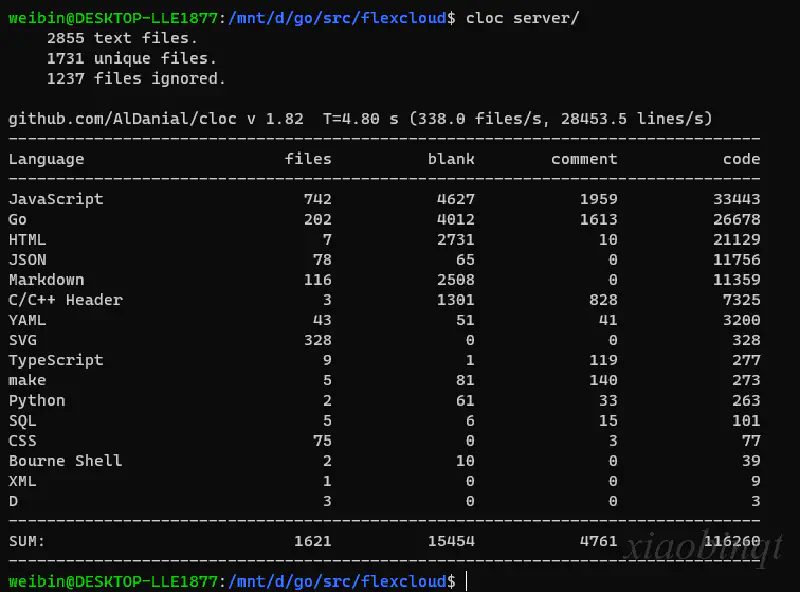 weibin@DESKTOP-LLE1877:/mnt/d/go/src/flexcloud$ cloc server/
2855 text files.
1731 unique files.
1237 files ignored.
github.com/AlDanial/cloc v 1.82 T=4.80 s (338.0 files/s, 28453.5 lines/s)
-------------------------------------------------------------------------------
Language files blank comment code
-------------------------------------------------------------------------------
JavaScript 742 4627 1959 33443
Go 202 4012 1613 26678
HTML 7 2731 10 21129
JSON 78 65 0 11756
Markdown 116 2508 0 11359
C/C++ Header 3 1301 828 7325
YAML 43 51 41 3200
SVG 328 0 0 328
TypeScript 9 1 119 277
make 5 81 140 273
Python 2 61 33 263
SQL 5 6 15 101
CSS 75 0 3 77
Bourne Shell 2 10 0 39
XML 1 0 0 9
D 3 0 0 3
-------------------------------------------------------------------------------
SUM: 1621 15454 4761 116260
-------------------------------------------------------------------------------
xiaobinqt
weibin@DESKTOP-LLE1877:/mnt/d/go/src/flexcloud$